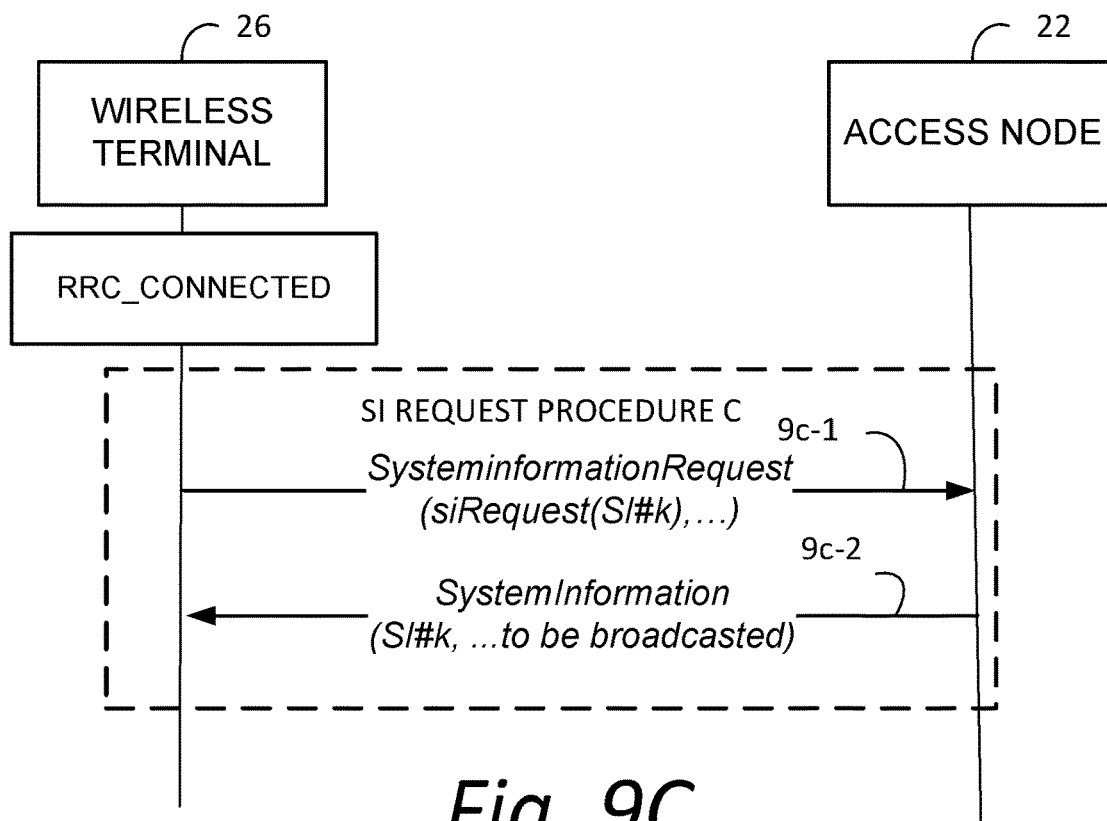 26
22
WIRELESS
TERMINAL
ACCESS NODE
RRC_CONNECTED
SI REQUEST PROCEDURE C
9c-1
SysteminformationRequest
(siRequest(SI#k),...)
9c-2
SystemInformation
(SI#k, ...to be broadcasted)
Fig. 9C